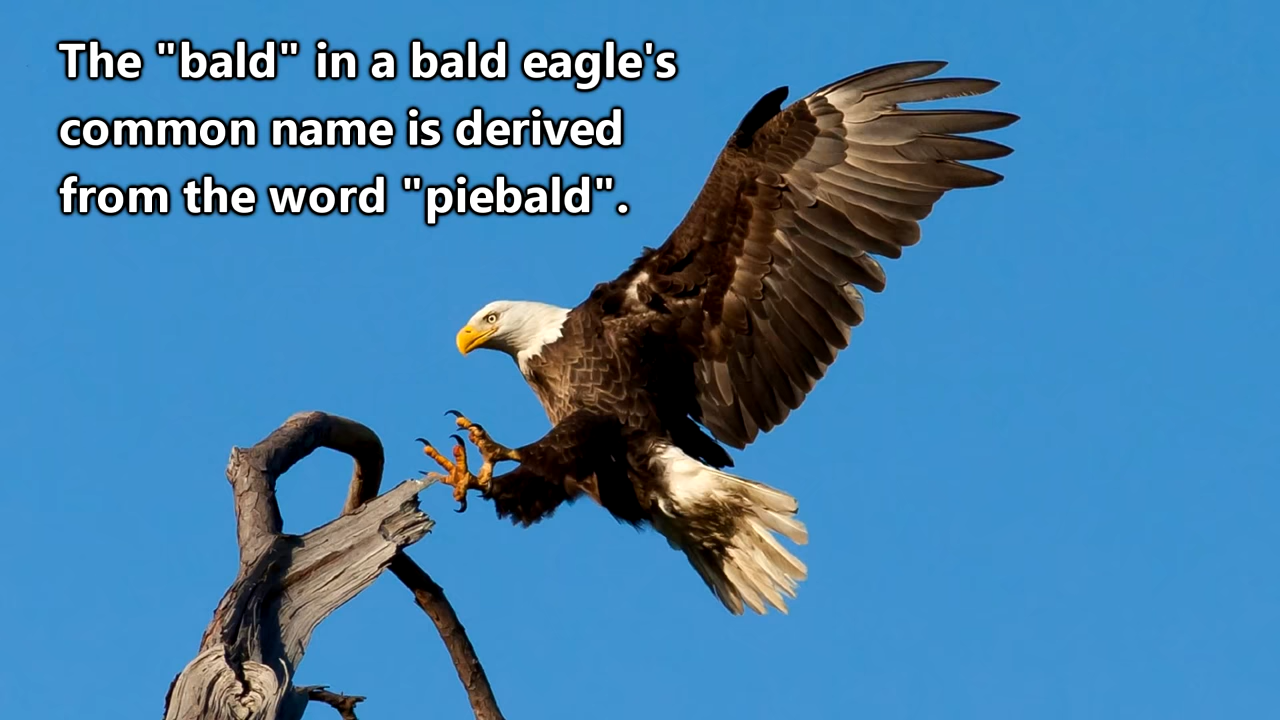 The "bald" in a bald eagle's
common name is derived
from the word "piebald".